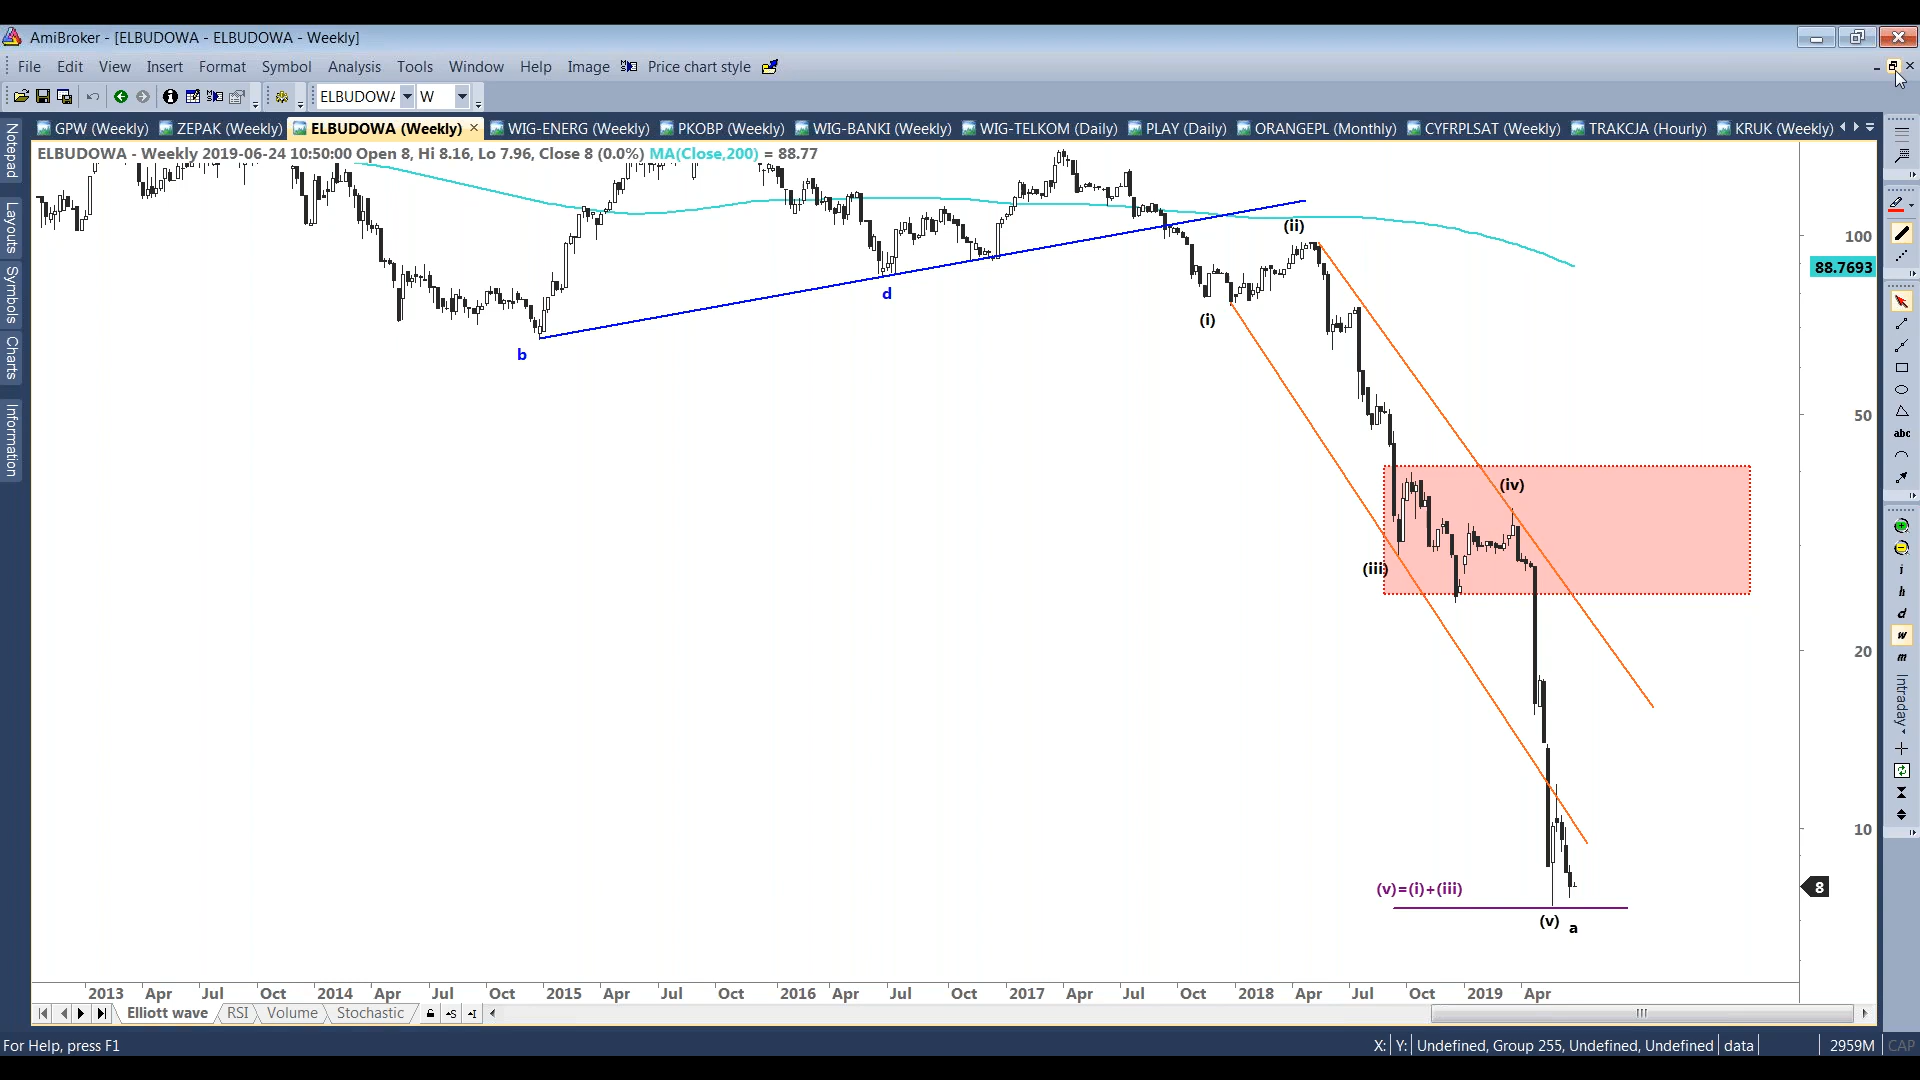 AmiBroker - [ELBUDOWA - ELBUDOWA - Weekly]
File Edit View Insert Format Symbol Analysis Tools Window Help Image Price chart style
ELBUDOWA W
GPW (Weekly) ZEPAK (Weekly) ELBUDOWA (Weekly) WIG-ENERG (Weekly) PKOBP (Weekly) WIG-BANKI (Weekly) WIG-TELKOM (Daily) PLAY (Daily) ORANGEPL (Monthly) CYFRPLSAT (Weekly) TRAKCJA (Hourly) KRUK (Weekly)
ELBUDOWA - Weekly 2019-06-24 10:50:00 Open 8, Hi 8.16, Lo 7.96, Close 8 (0.0%) MA(Close,200) = 88.77
Notepad
Layouts
Symbols
Charts
Information
(ii)
100
88.7693
d
(i)
b
50
(iv)
(iii)
20
10
(v)=(i)+(iii)
8
(v) a
abc
i
h
d
w
m
Intraday
2013 Apr Jul Oct 2014 Apr Jul Oct 2015 Apr Jul Oct 2016 Apr Jul Oct 2017 Apr Jul Oct 2018 Apr Jul Oct 2019 Apr
Elliott wave RSI Volume Stochastic
For Help, press F1
X: Y: Undefined, Group 255, Undefined, Undefined data 2959M CAP